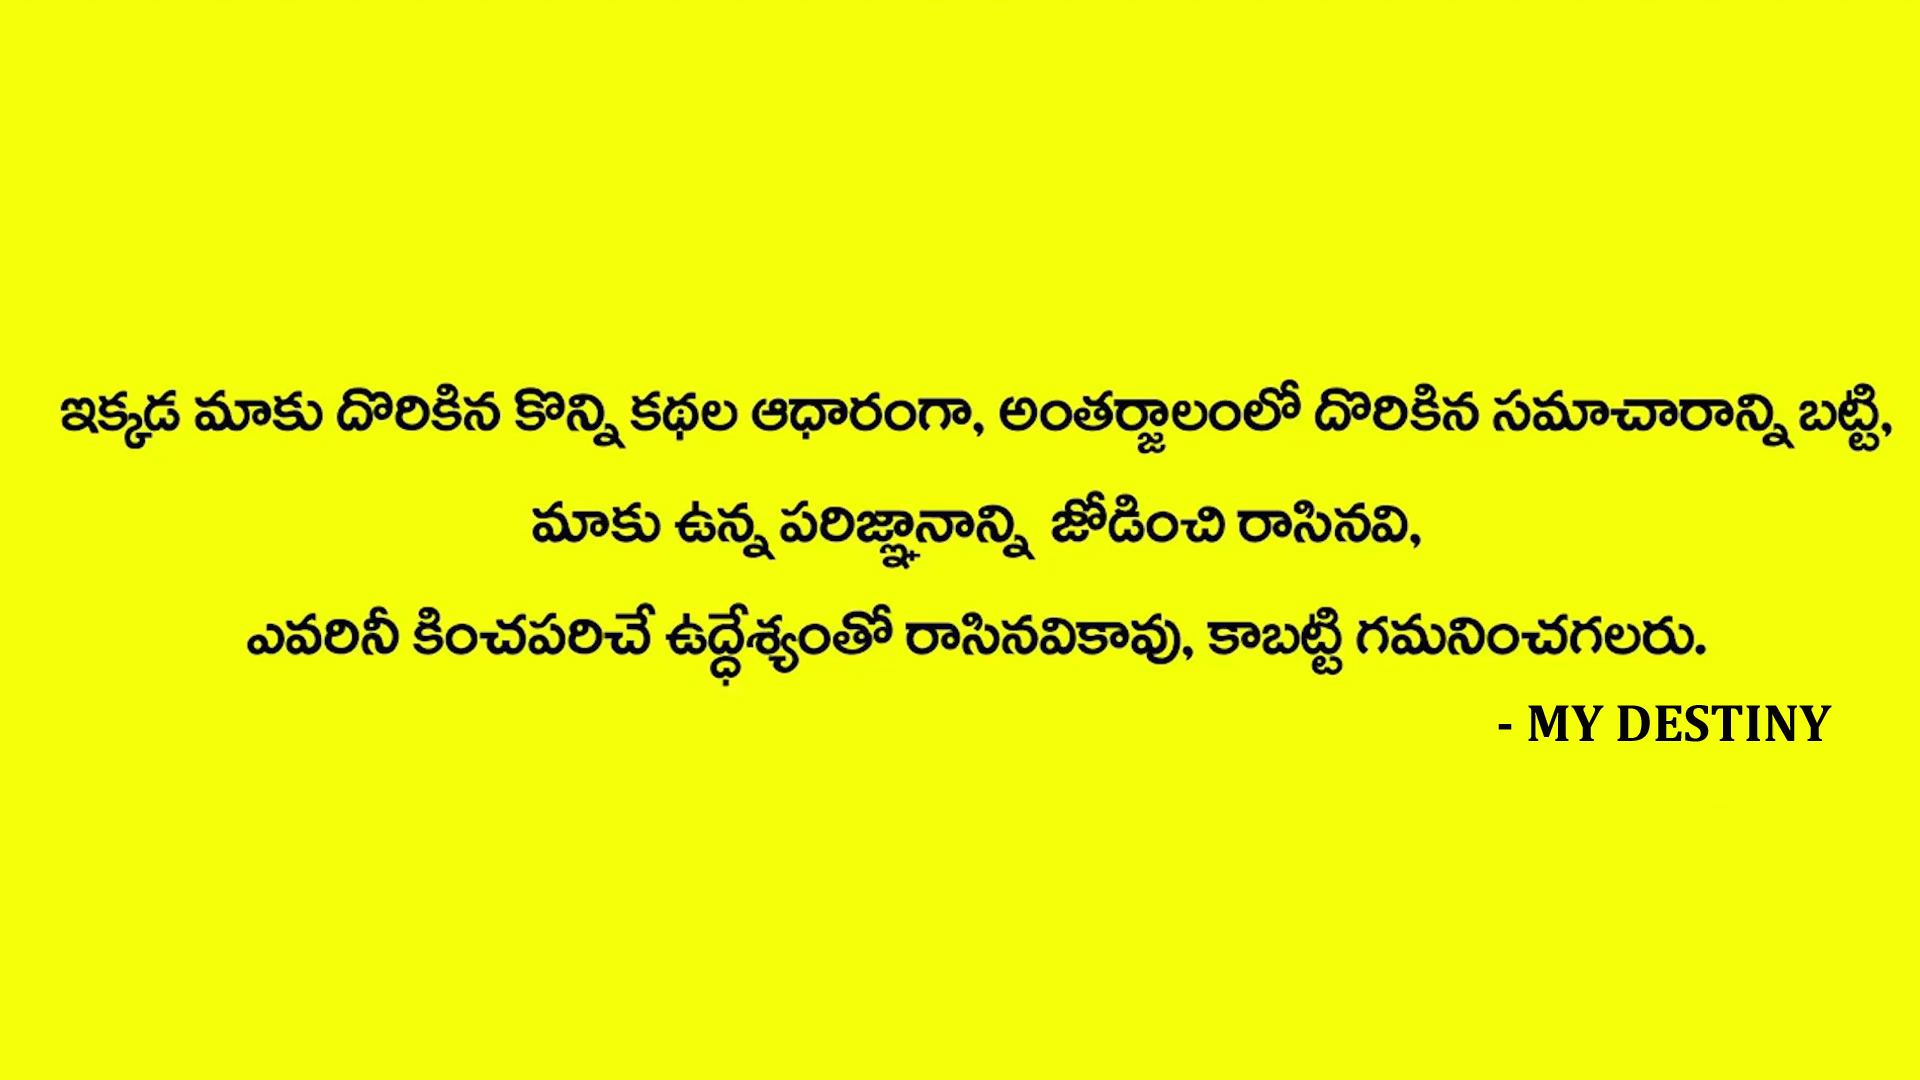 ఇక్కడ మాకు దొరికిన కొన్ని కథల ఆధారంగా, అంతర్జాలంలో దొరికిన సమాచారాన్ని బట్టి,
మాకు ఉన్న పరిజ్ఞానాన్ని జోడించి రాసినవి,
ఎవరినీ కించపరిచే ఉద్ధేశ్యంతో రాసినవికావు, కాబట్టి గమనించగలరు.
- MY DESTINY